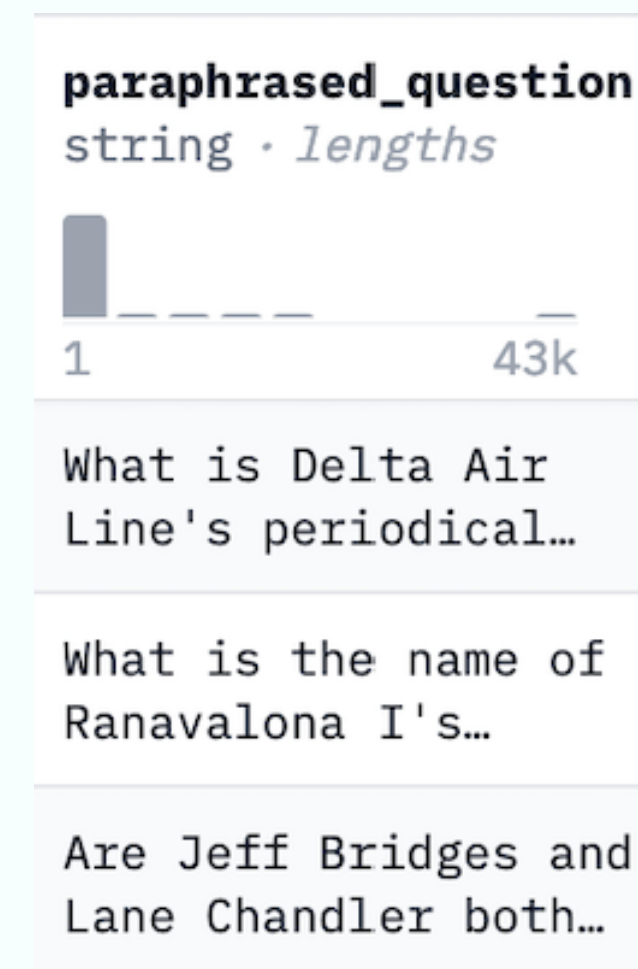 paraphrased_question
string · lengths
1 43k
What is Delta Air
Line's periodical…
What is the name of
Ranavalona I's…
Are Jeff Bridges and
Lane Chandler both…